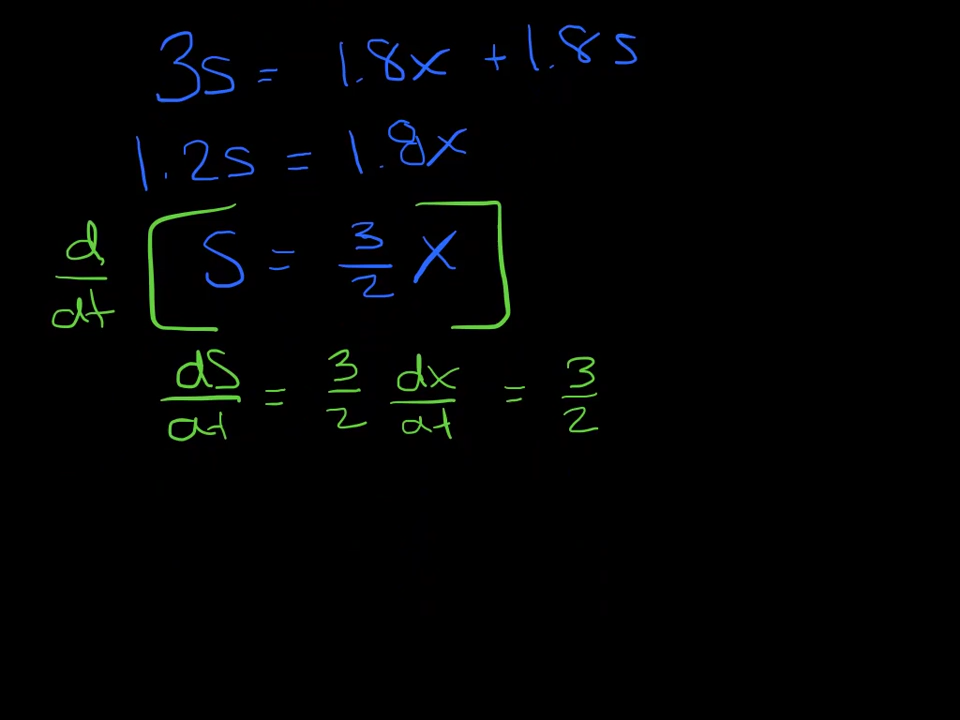 3s = 1.8x + 1.8s
1.2s = 1.8x
d/dt [ S = 3/2 X ]
dS/dt = 3/2 dx/dt = 3/2